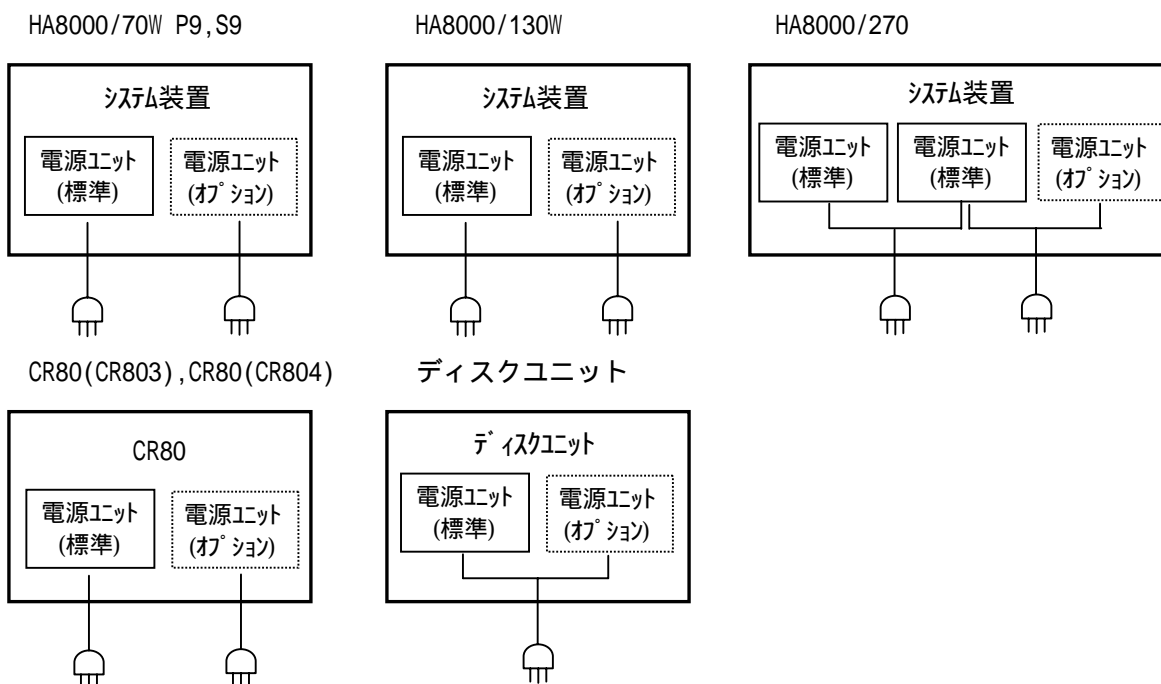 HA8000/70W P9,S9
HA8000/130W
HA8000/270
ｼｽﾃﾑ装置
電源ﾕﾆｯﾄ
(標準)
電源ﾕﾆｯﾄ
(ｵﾌﾟｼｮﾝ)
ｼｽﾃﾑ装置
電源ﾕﾆｯﾄ
(標準)
電源ﾕﾆｯﾄ
(ｵﾌﾟｼｮﾝ)
ｼｽﾃﾑ装置
電源ﾕﾆｯﾄ
(標準)
電源ﾕﾆｯﾄ
(標準)
電源ﾕﾆｯﾄ
(ｵﾌﾟｼｮﾝ)
CR80(CR803),CR80(CR804)
ディスクユニット
CR80
電源ﾕﾆｯﾄ
(標準)
電源ﾕﾆｯﾄ
(ｵﾌﾟｼｮﾝ)
ﾃﾞｨｽｸﾕﾆｯﾄ
電源ﾕﾆｯﾄ
(標準)
電源ﾕﾆｯﾄ
(ｵﾌﾟｼｮﾝ)